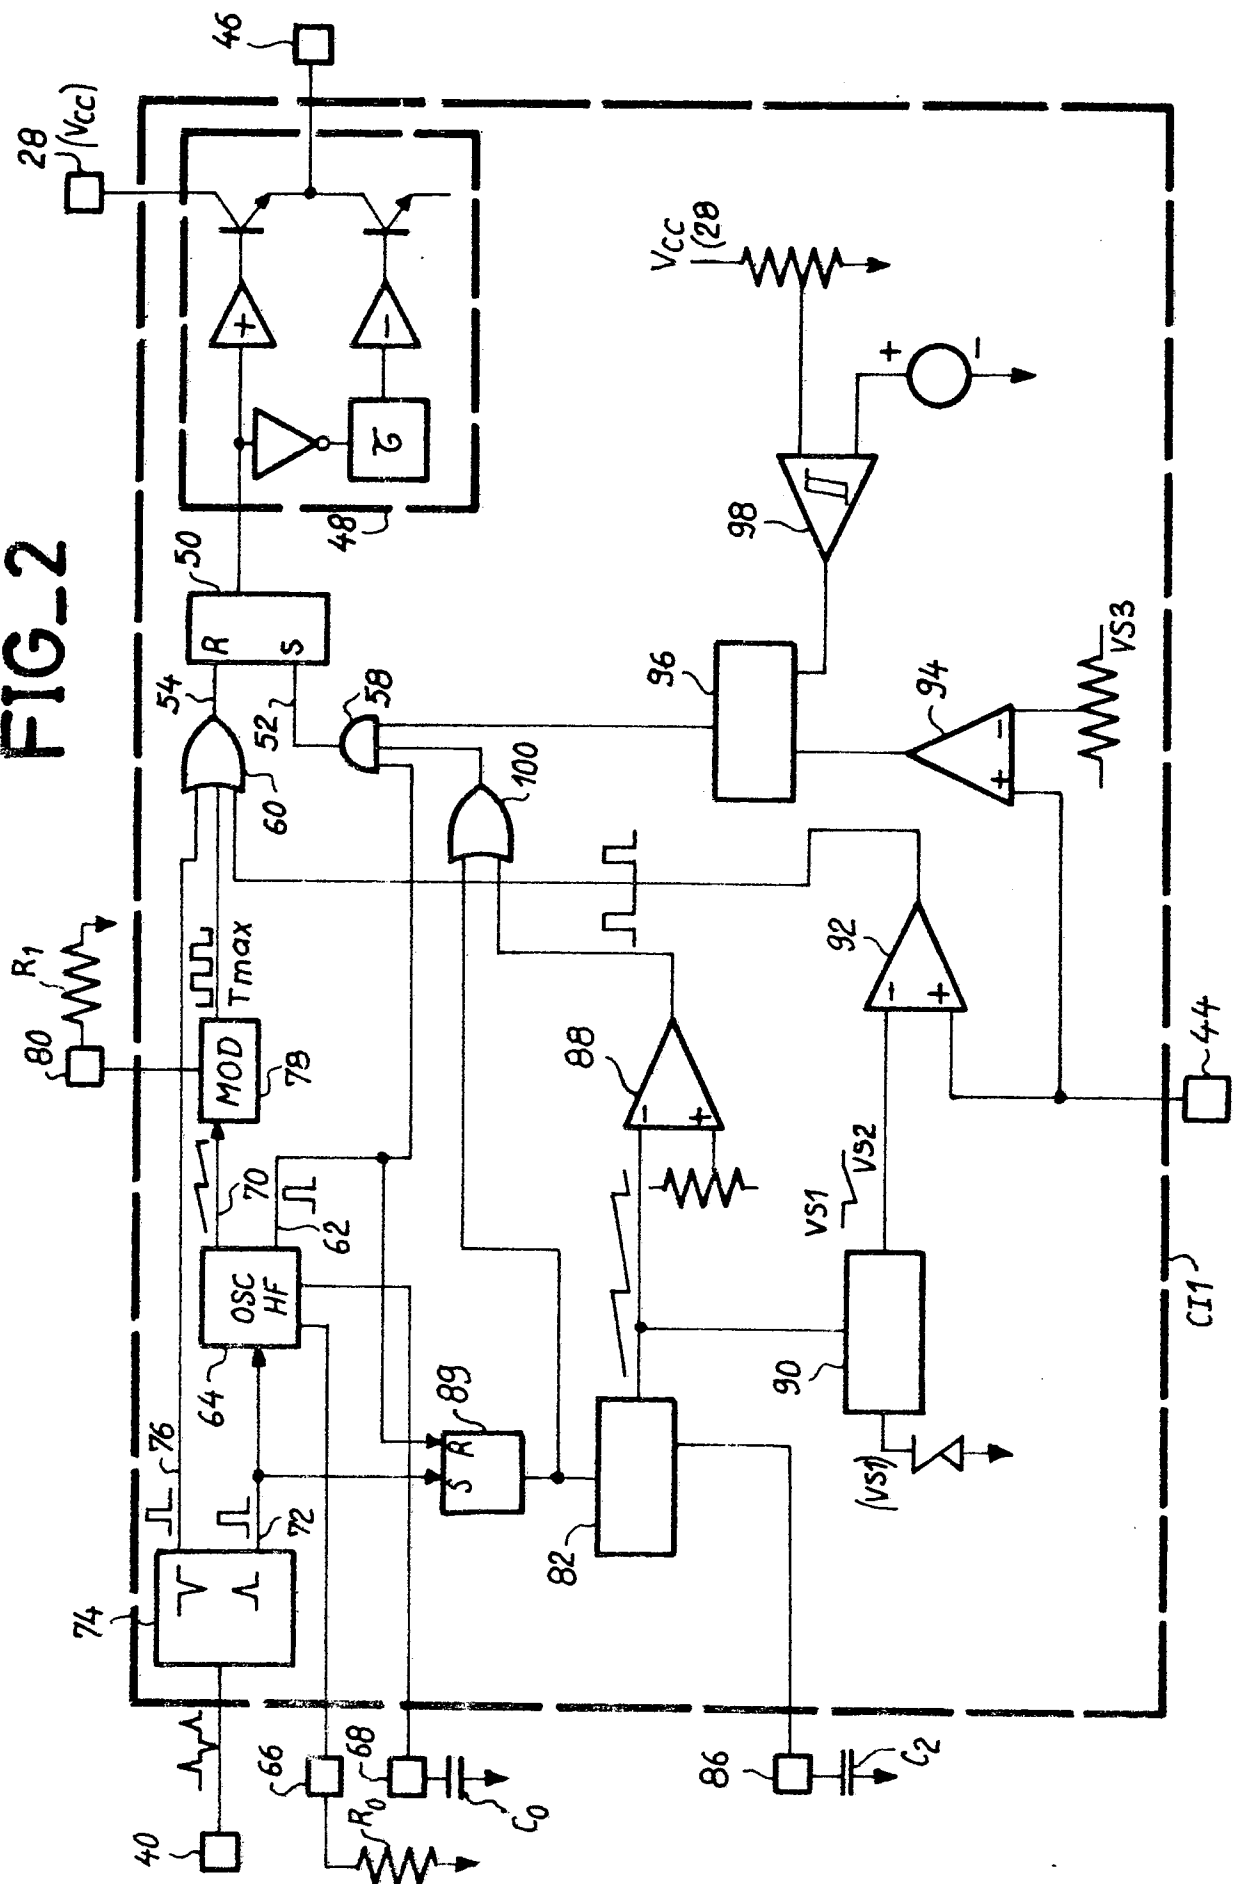 FIG_2
46
28
(Vcc)
+
-
τ
48
50
R
S
54
52
58
60
100
R1
80
Tmax
MOD
78
70
62
OSC
HF
64
76
72
74
40
66
R0
68
C0
S
R
89
82
86
C2
88
-
+
90
(VS1)
VS1
VS2
92
-
+
94
+
-
VS3
96
98
Vcc
(28
+
-
44
CI1